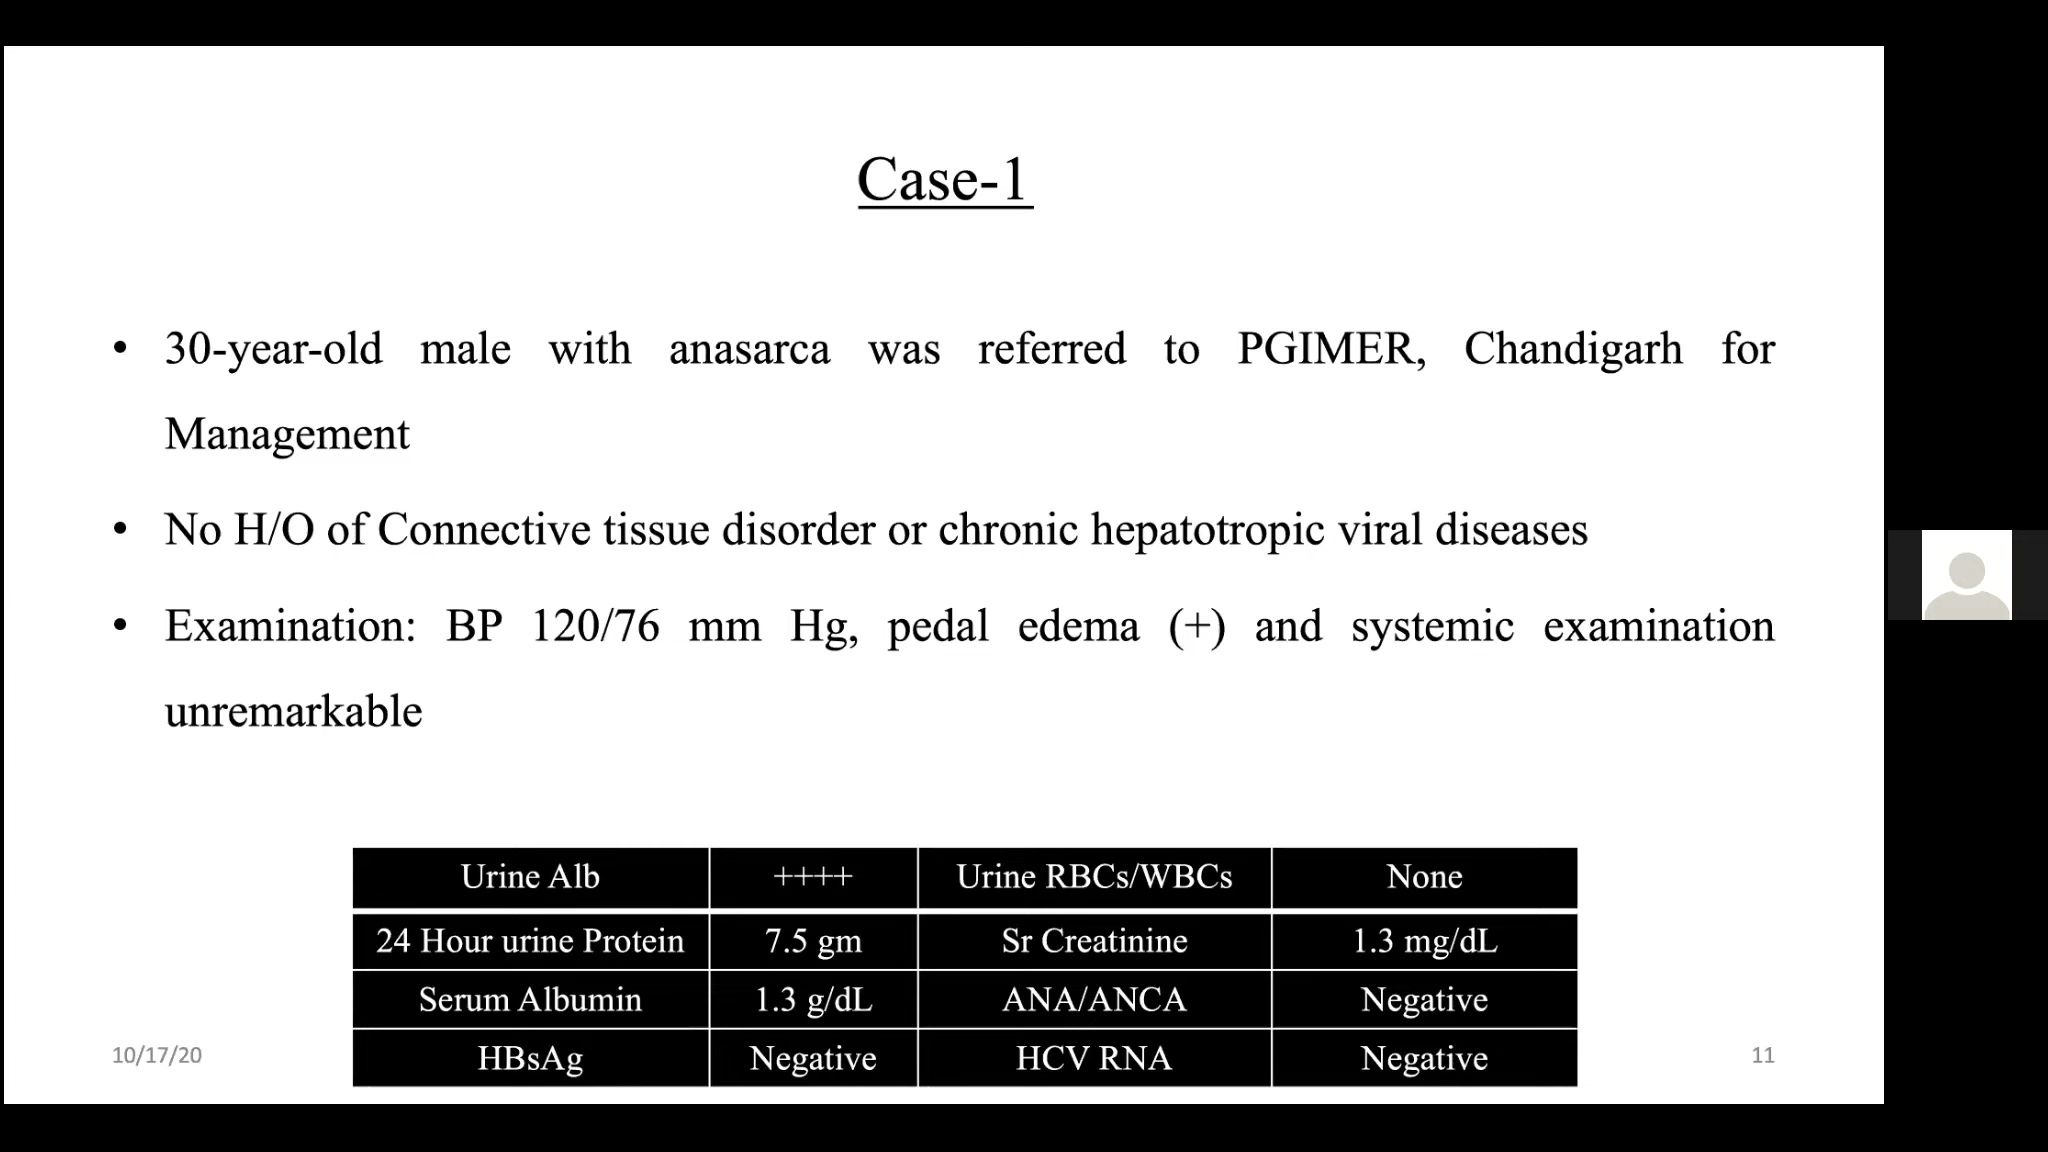 Case-1
• 30-year-old male with anasarca was referred to PGIMER, Chandigarh for
Management
• No H/O of Connective tissue disorder or chronic hepatotropic viral diseases
• Examination: BP 120/76 mm Hg, pedal edema (+) and systemic examination
unremarkable
Urine Alb ++++ Urine RBCs/WBCs None
24 Hour urine Protein 7.5 gm Sr Creatinine 1.3 mg/dL
Serum Albumin 1.3 g/dL ANA/ANCA Negative
HBsAg Negative HCV RNA Negative
10/17/20
11